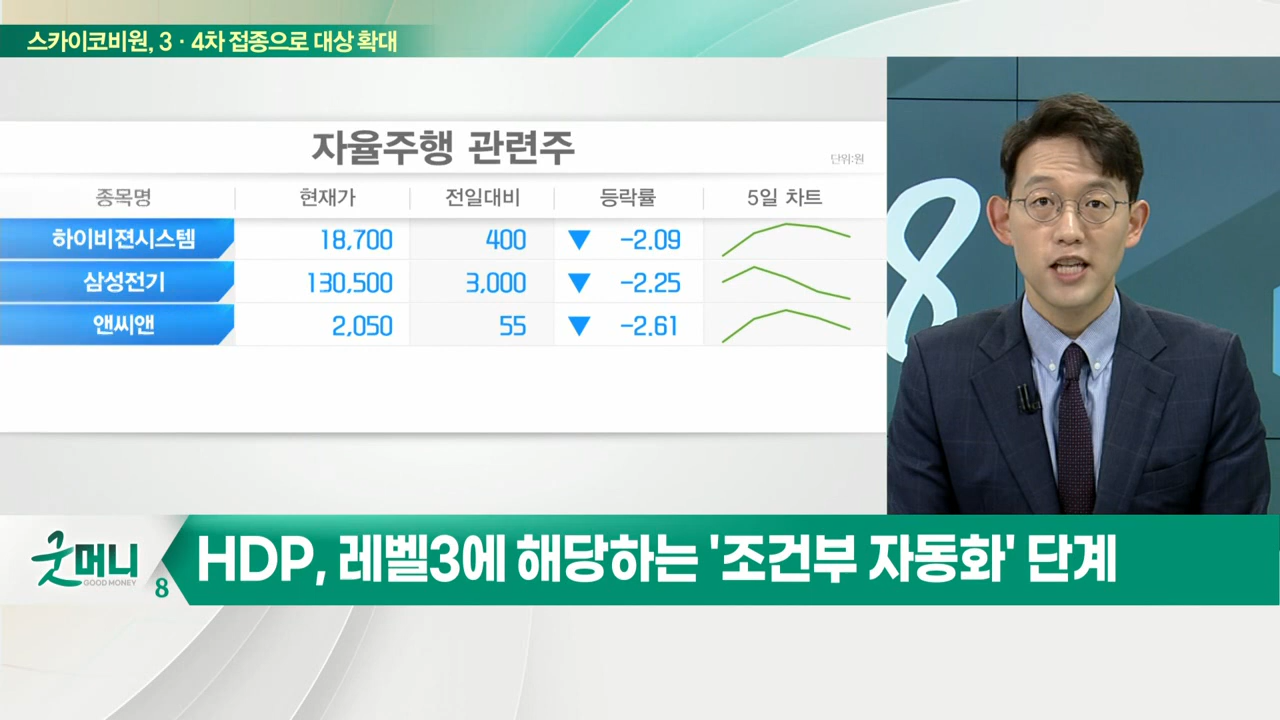 스카이코비원, 3·4차 접종으로 대상 확대
자율주행 관련주
단위:원
종목명 현재가 전일대비 등락률 5일 차트
하이비젼시스템 18,700 400 ▼ -2.09
삼성전기 130,500 3,000 ▼ -2.25
앤씨앤 2,050 55 ▼ -2.61
8
굿머니
GOOD MONEY
8
HDP, 레벨3에 해당하는 '조건부 자동화' 단계